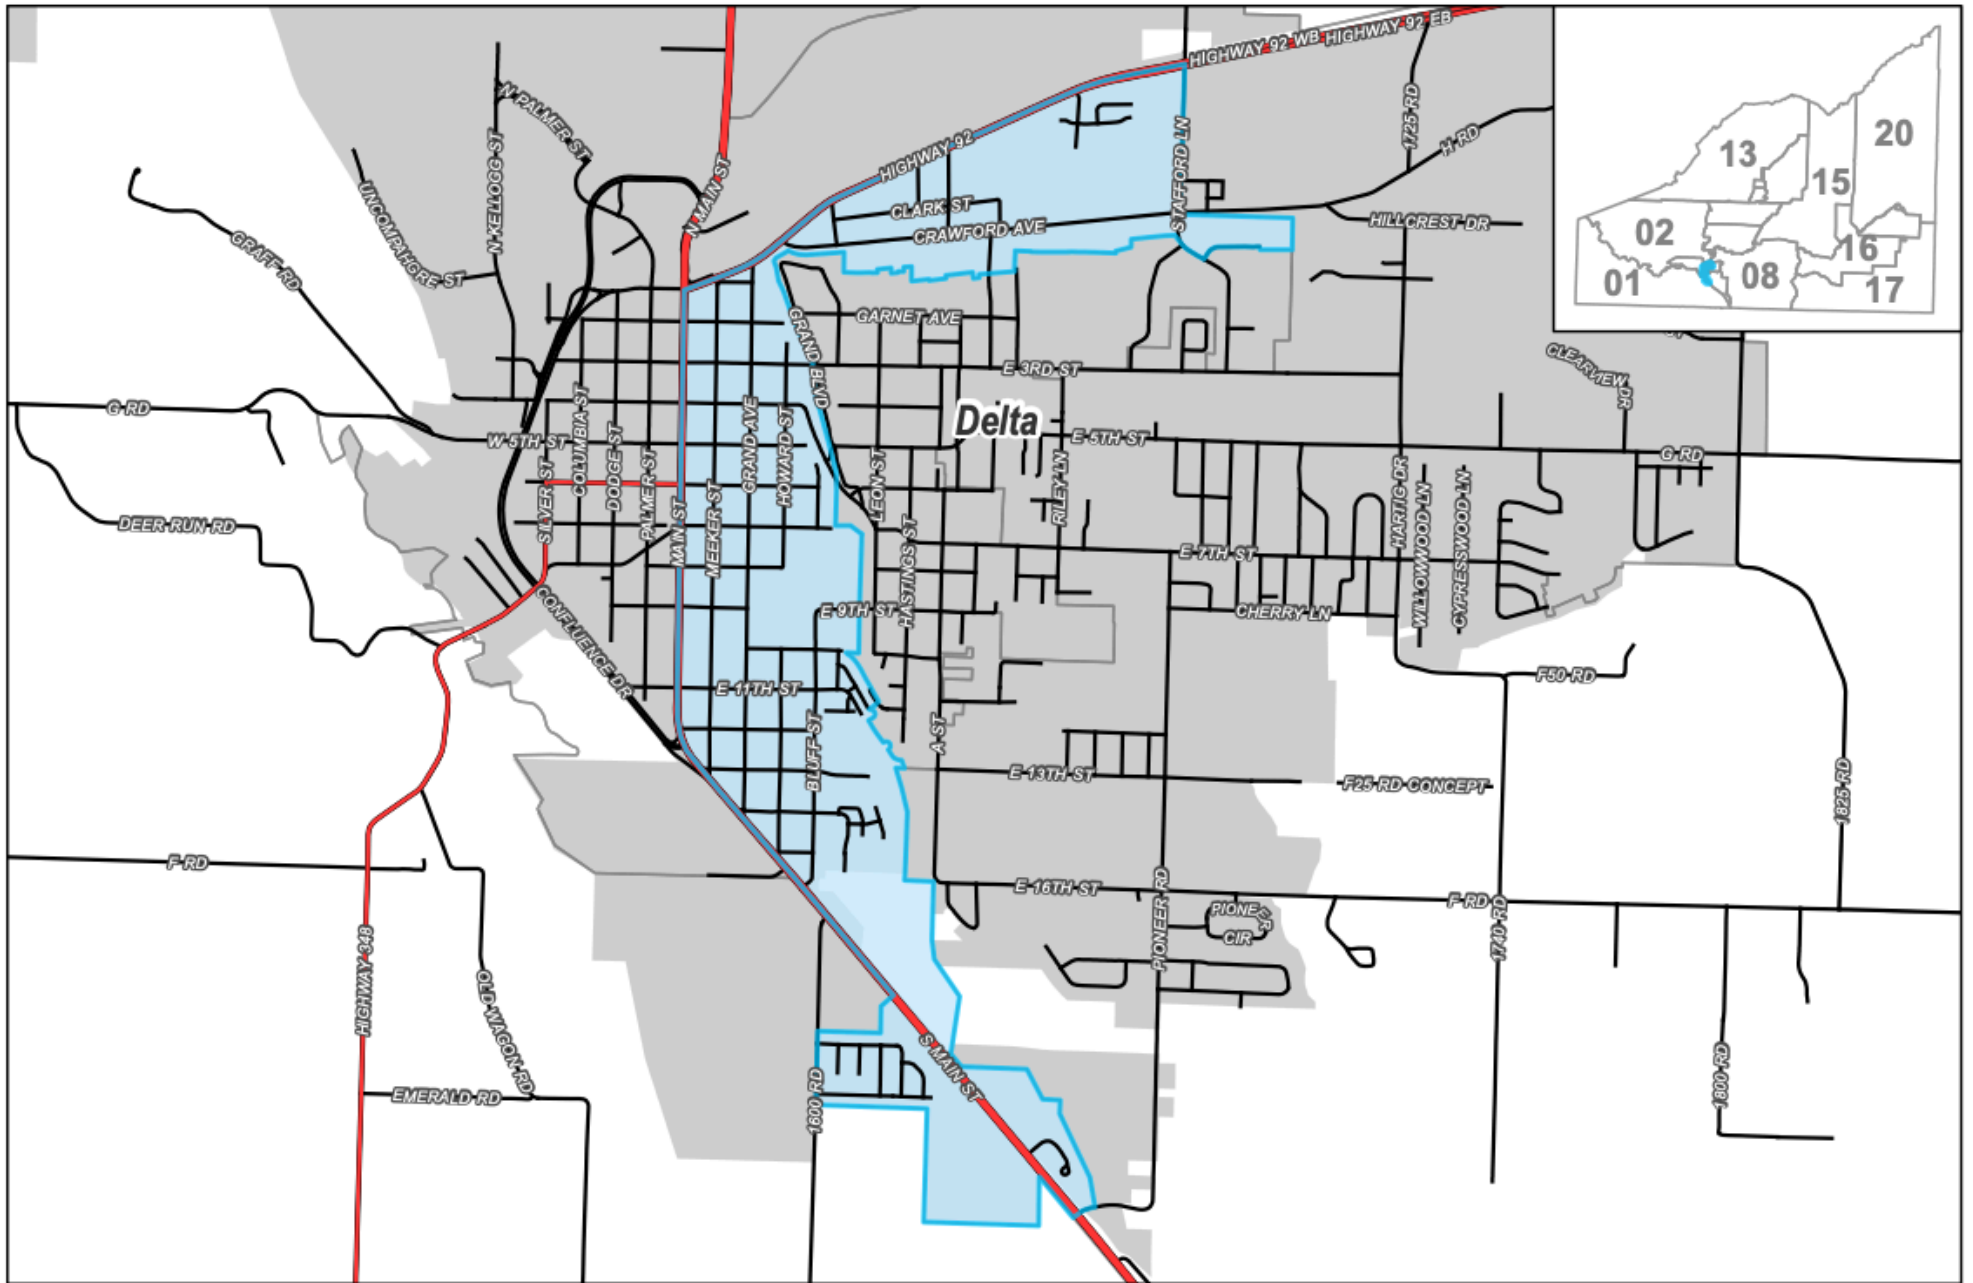 HIGHWAY 92 WB
HIGHWAY 92 EB
N PALMER ST
N KELLOGG ST
UNCOMPAHGRE ST
GRAFF RD
N MAIN ST
HIGHWAY 92
CLARK ST
CRAWFORD AVE
STAFFORD LN
1725 RD
H RD
HILLCREST DR
13
20
15
02
16
01
08
17
GARNET AVE
GRAND BLVD
E 3RD ST
CLEARVIEW DR
G RD
Delta
W 5TH ST
COLUMBIA ST
DODGE ST
PALMER ST
SILVER ST
MAIN ST
MEEKER ST
GRAND AVE
HOWARD ST
LEON ST
HASTINGS ST
RILEY LN
E 5TH ST
G RD
HARTIG DR
WILLOWWOOD LN
CYPRESSWOOD LN
DEER RUN RD
E 7TH ST
E 9TH ST
CHERRY LN
CONFLUENCE DR
E 11TH ST
F50 RD
BLUFF ST
A ST
E 13TH ST
F25 RD CONCEPT
1825 RD
F RD
E 16TH ST
PIONEER RD
PIONEER
CIR
F RD
1740 RD
HIGHWAY 348
OLD WAGON RD
S MAIN ST
EMERALD RD
1600 RD
1800 RD